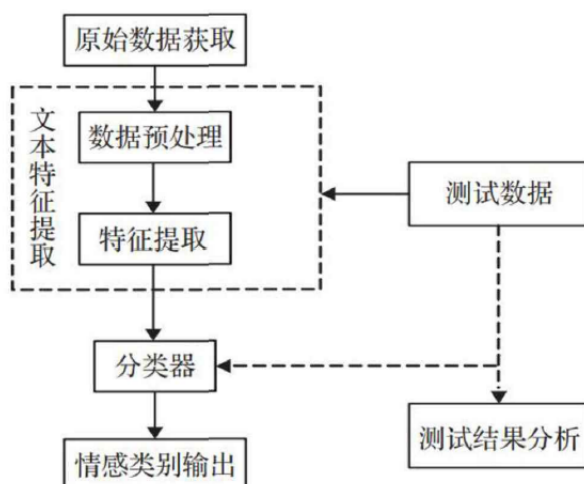 原始数据获取
文本特征提取
数据预处理
特征提取
测试数据
分类器
测试结果分析
情感类别输出